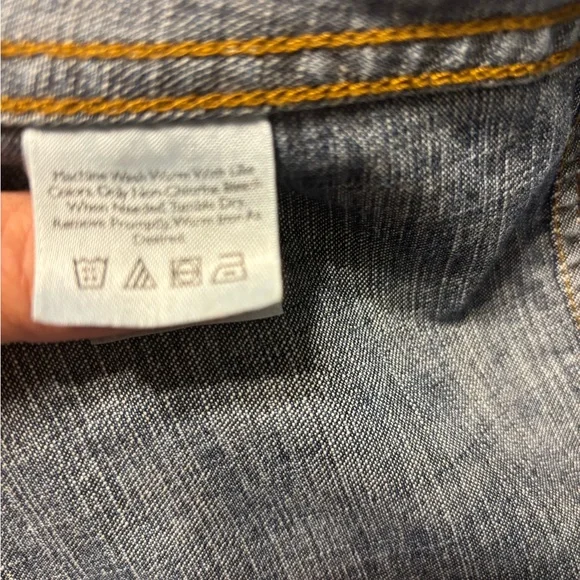 Machine Wash Warm With Like
Colors. Only Non-Chlorine Bleach
When Needed. Tumble Dry.
Remove Promptly. Warm Iron As
Desired.